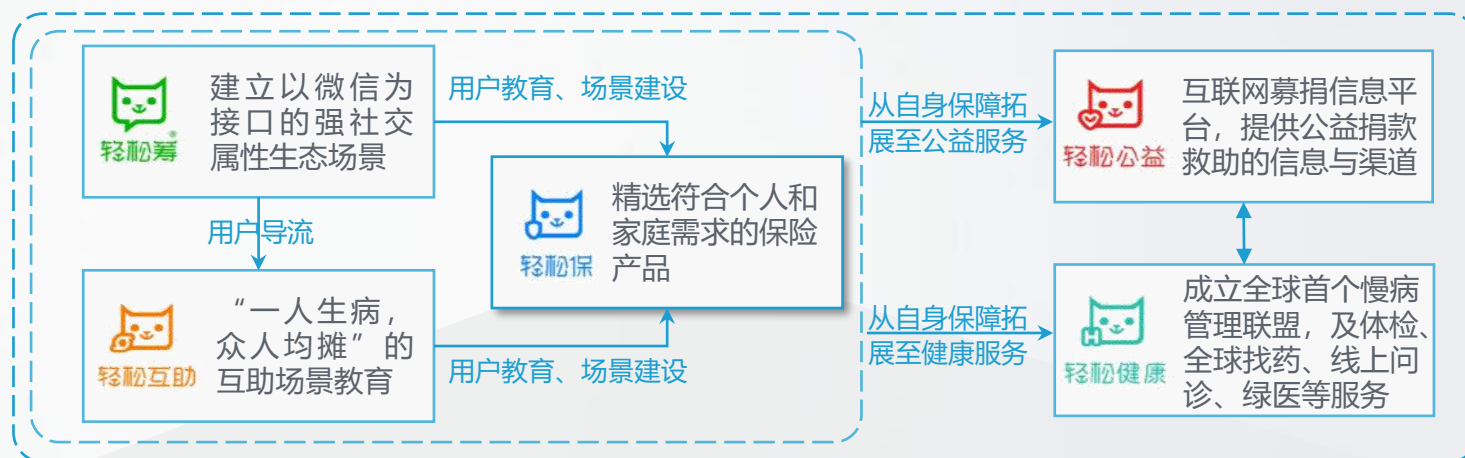 轻松筹®
建立以微信为
接口的强社交
属性生态场景
用户导流
轻松互助
“一人生病，
众人均摊”的
互助场景教育
用户教育、场景建设
轻松保
精选符合个人和
家庭需求的保险
产品
用户教育、场景建设
从自身保障拓
展至公益服务
轻松公益
互联网募捐信息平
台，提供公益捐款
救助的信息与渠道
从自身保障拓
展至健康服务
轻松健康
成立全球首个慢病
管理联盟，及体检、
全球找药、线上问
诊、绿医等服务